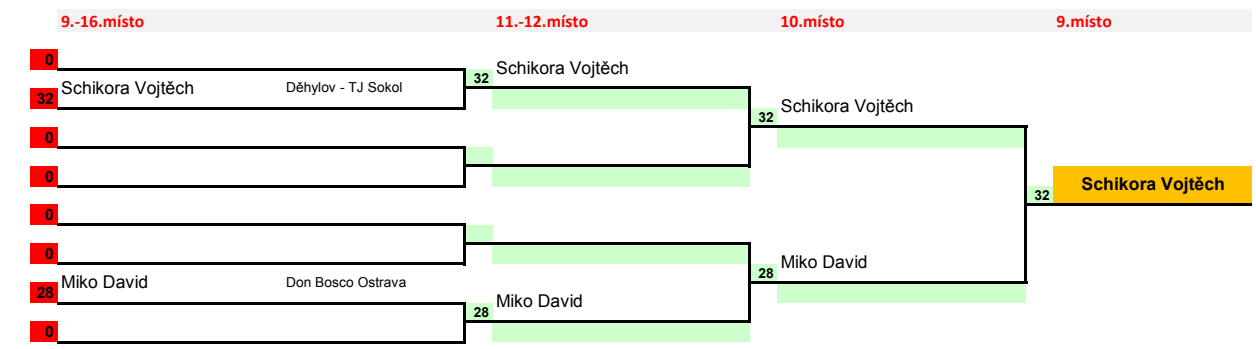 9.-16.místo 11.-12.místo 10.místo 9.místo
0
Schikora Vojtěch
32 Schikora Vojtěch Děhylov - TJ Sokol
32
Schikora Vojtěch
32
0
0
Schikora Vojtěch
32
0
0
Miko David
28
28 Miko David Don Bosco Ostrava
Miko David
28
0